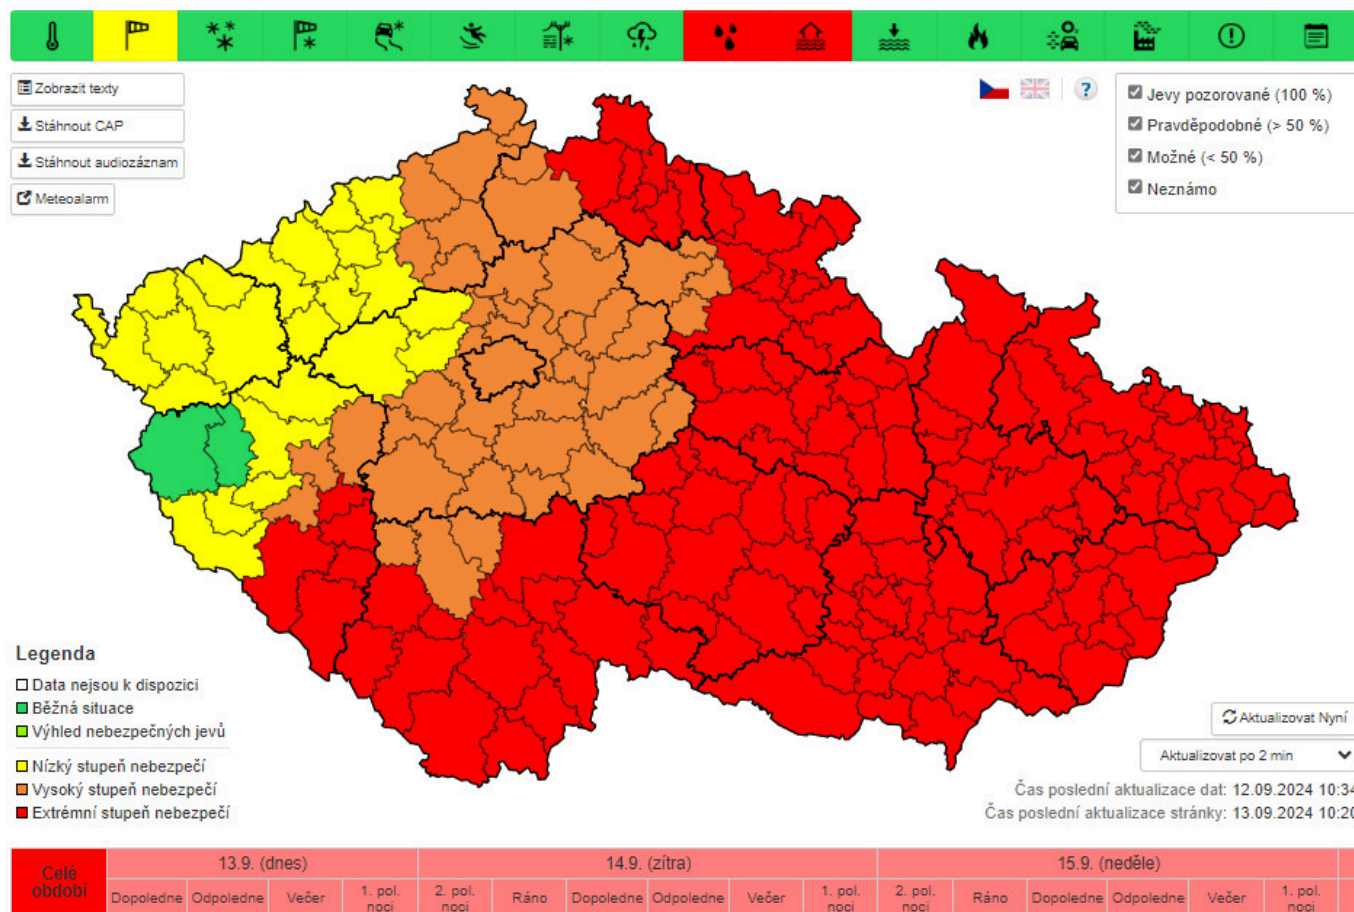 Zobrazit texty
Stáhnout CAP
Stáhnout audiozáznam
Meteoalarm
?
Jevy pozorované (100 %)
Pravděpodobné (> 50 %)
Možné (< 50 %)
Neznámo
Legenda
Data nejsou k dispozici
Běžná situace
Výhled nebezpečných jevů
Nízký stupeň nebezpečí
Vysoký stupeň nebezpečí
Extrémní stupeň nebezpečí
Aktualizovat Nyní
Aktualizovat po 2 min
Čas poslední aktualizace dat: 12.09.2024 10:34
Čas poslední aktualizace stránky: 13.09.2024 10:20
Celé období
13.9. (dnes) 14.9. (zítra) 15.9. (neděle)
Dopoledne Odpoledne Večer 1. pol. noci 2. pol. noci Ráno Dopoledne Odpoledne Večer 1. pol. noci 2. pol. noci Ráno Dopoledne Odpoledne Večer 1. pol. noci